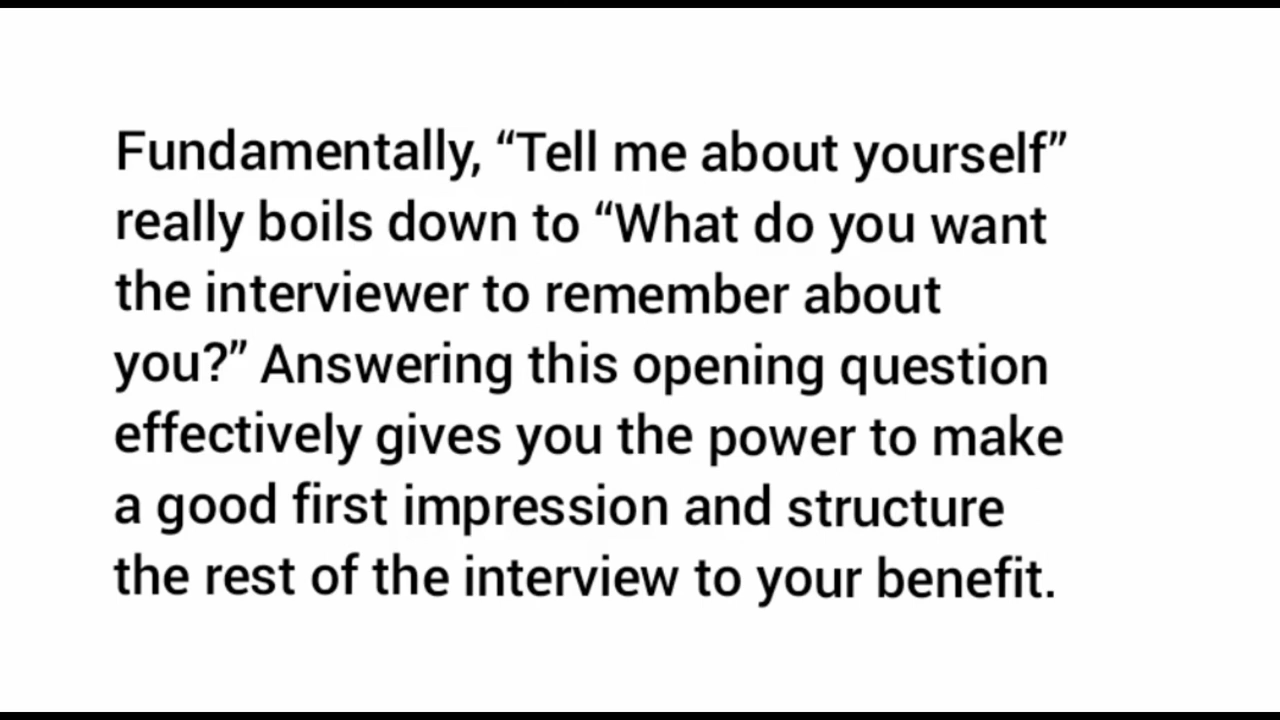 Fundamentally, “Tell me about yourself”
really boils down to “What do you want
the interviewer to remember about
you?” Answering this opening question
effectively gives you the power to make
a good first impression and structure
the rest of the interview to your benefit.